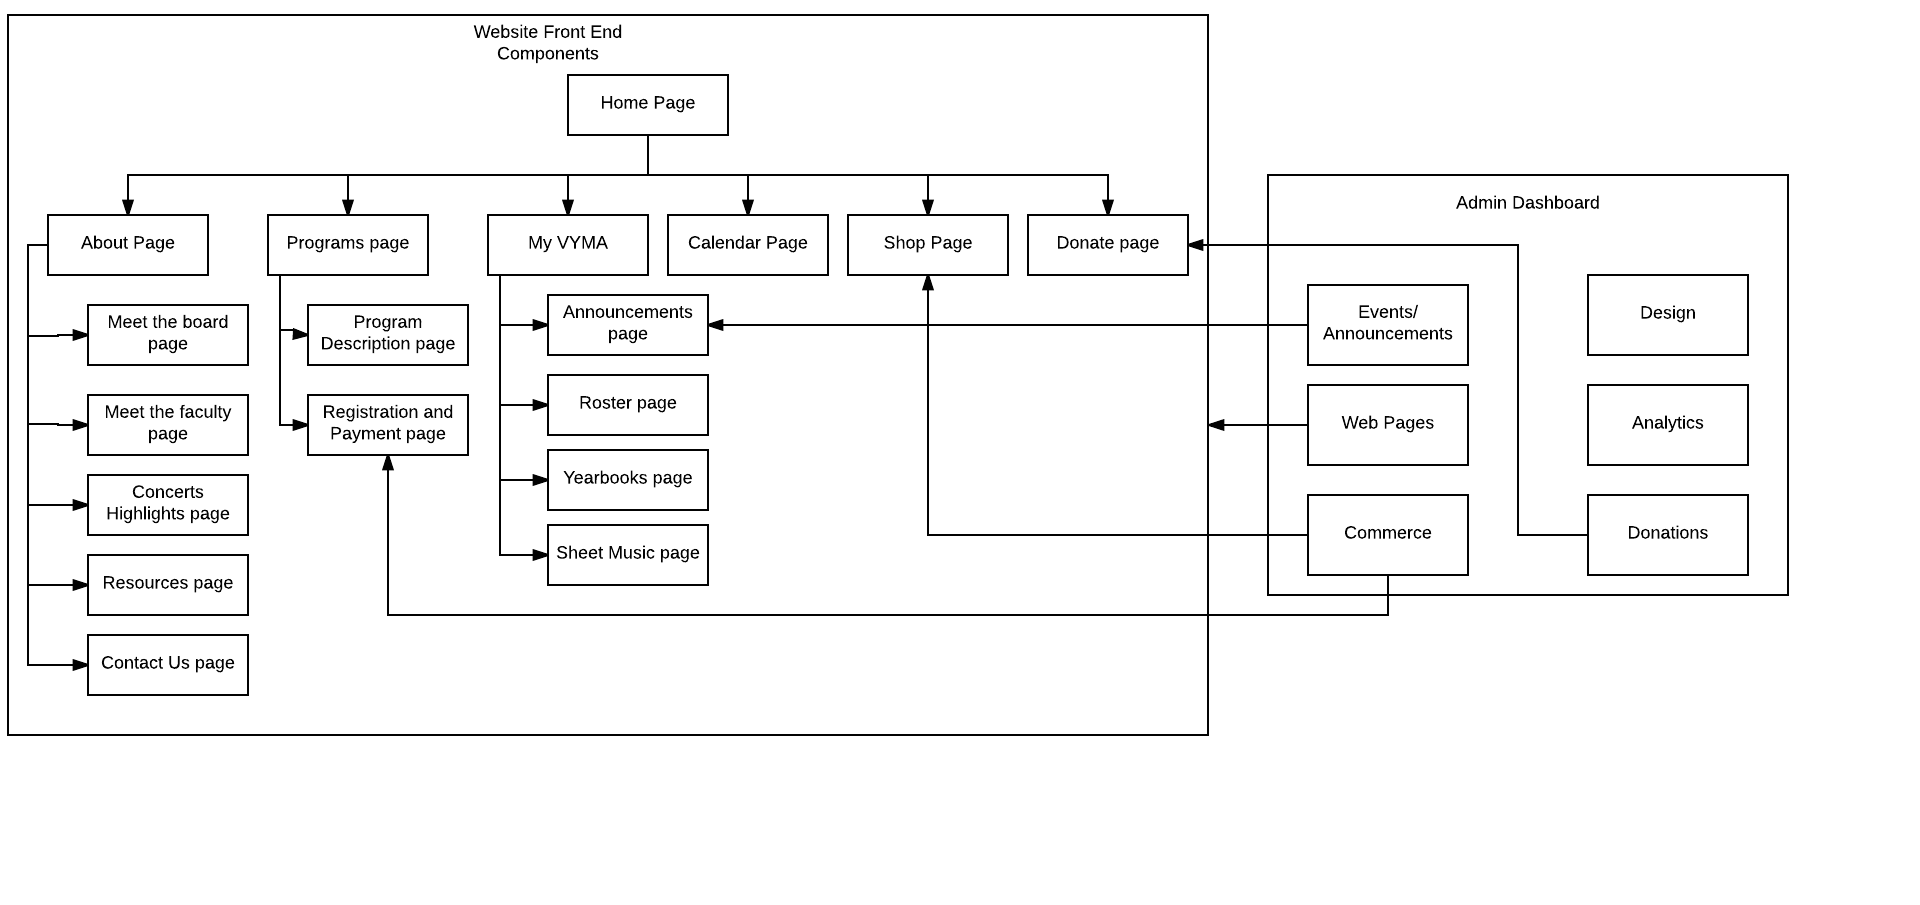 Website Front End
Components
Home Page
About Page
Programs page
My VYMA
Calendar Page
Shop Page
Donate page
Meet the board
page
Meet the faculty
page
Concerts
Highlights page
Resources page
Contact Us page
Program
Description page
Registration and
Payment page
Announcements
page
Roster page
Yearbooks page
Sheet Music page
Admin Dashboard
Events/
Announcements
Web Pages
Commerce
Design
Analytics
Donations